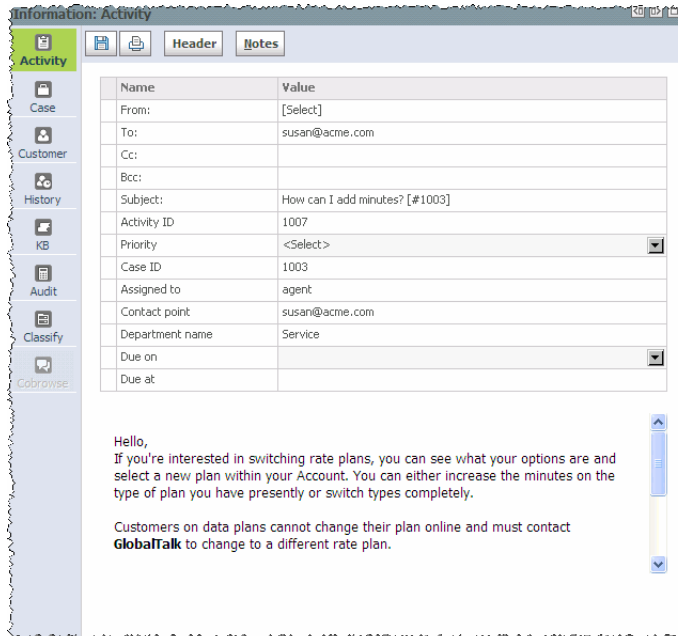 Information: Activity
Activity
Header
Notes
Case
Customer
History
KB
Audit
Classify
Cobrowse
Name Value
From: [Select]
To: susan@acme.com
Cc:
Bcc:
Subject: How can I add minutes? [#1003]
Activity ID 1007
Priority <Select>
Case ID 1003
Assigned to agent
Contact point susan@acme.com
Department name Service
Due on
Due at
Hello,
If you're interested in switching rate plans, you can see what your options are and
select a new plan within your Account. You can either increase the minutes on the
type of plan you have presently or switch types completely.
Customers on data plans cannot change their plan online and must contact
GlobalTalk to change to a different rate plan.